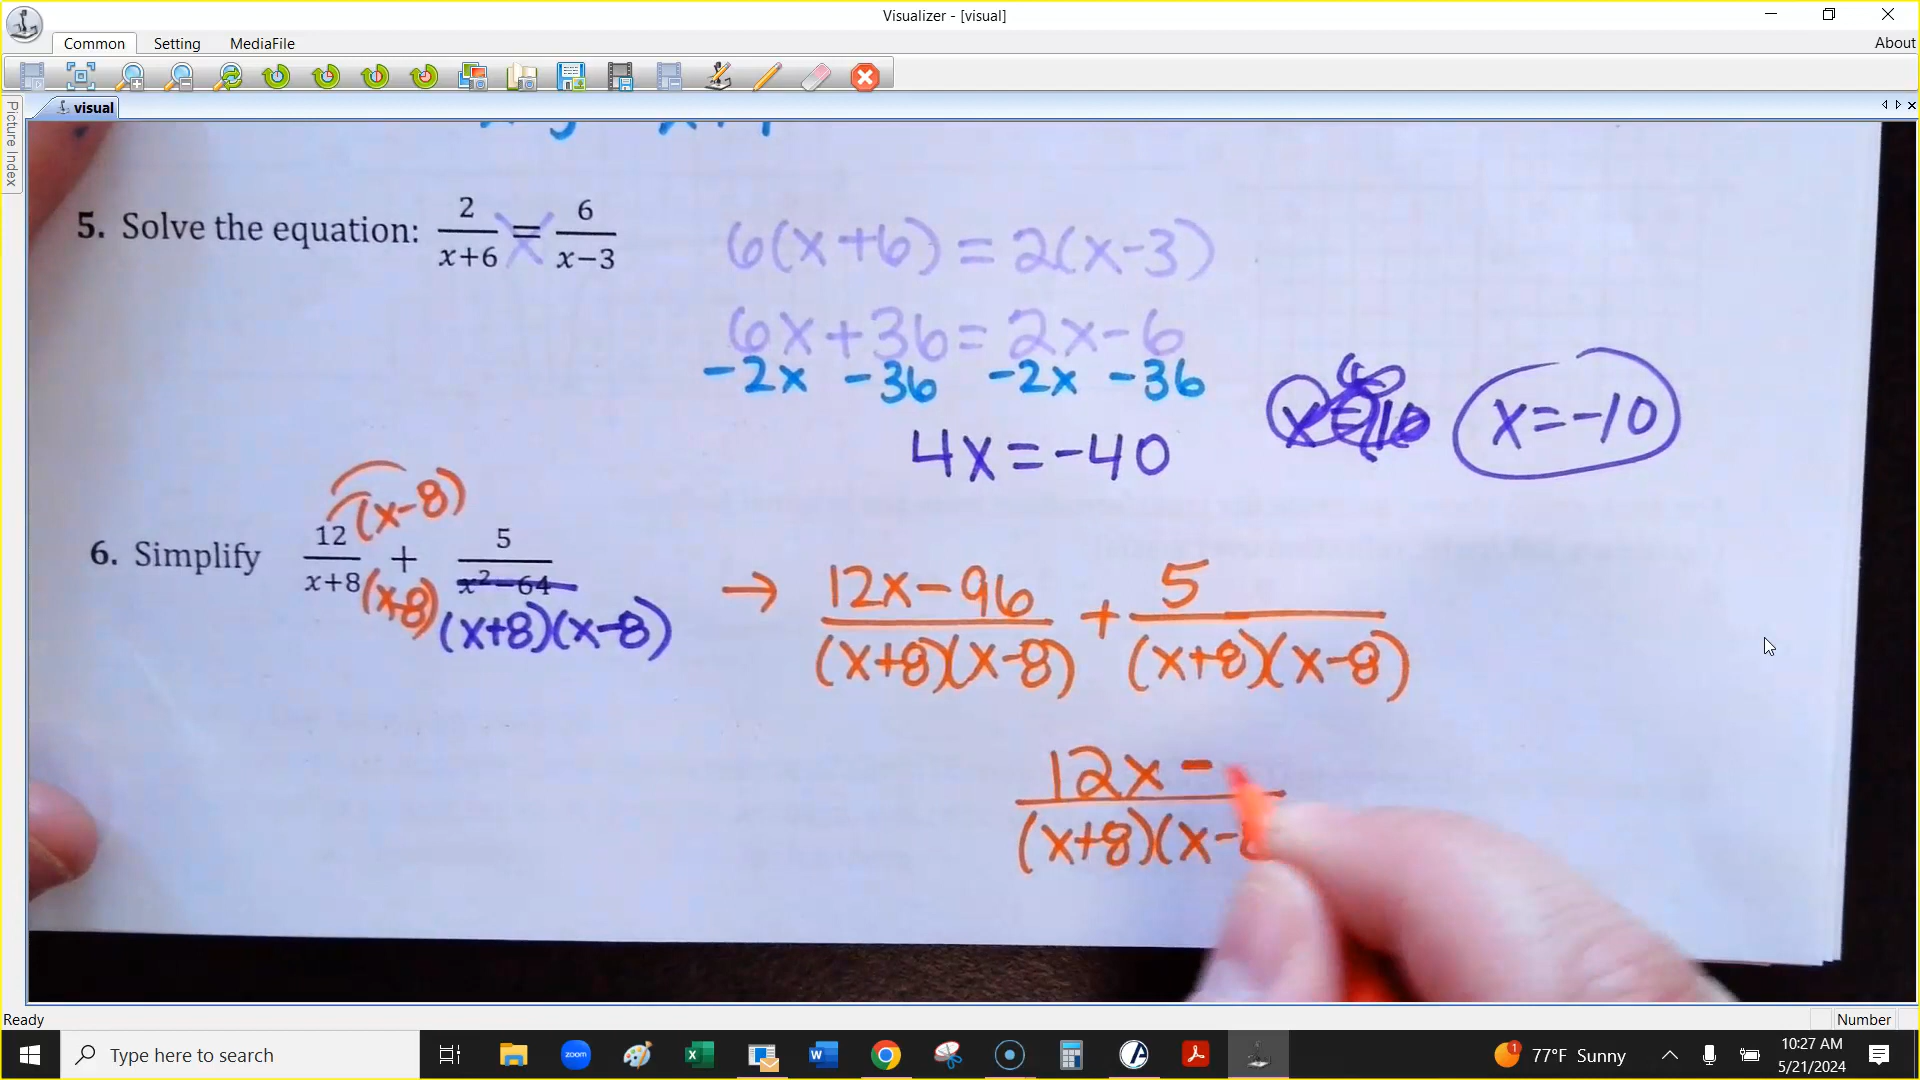 Visualizer - [visual]
Common Setting MediaFile
About
visual
Picture Index
5. Solve the equation: 2/(x+6) = 6/(x−3)
6(x+6) = 2(x-3)
6x+36 = 2x-6
-2x -36 -2x -36
4x = -40
x=-10
(x-8)
6. Simplify 12/(x+8) + 5/(x²−64)
(x-8) (x+8)(x-8)
→ (12x-96)/((x+8)(x-8)) + 5/((x+8)(x-8))
12x -
(x+8)(x-8
Ready
Number
Type here to search
zoom
1
77°F Sunny
10:27 AM
5/21/2024